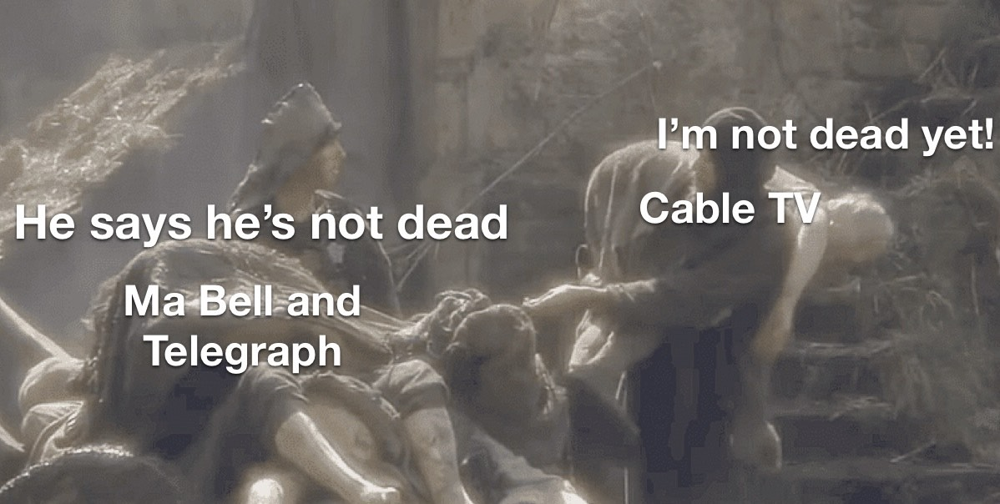 I’m not dead yet!
Cable TV
He says he’s not dead
Ma Bell and
Telegraph